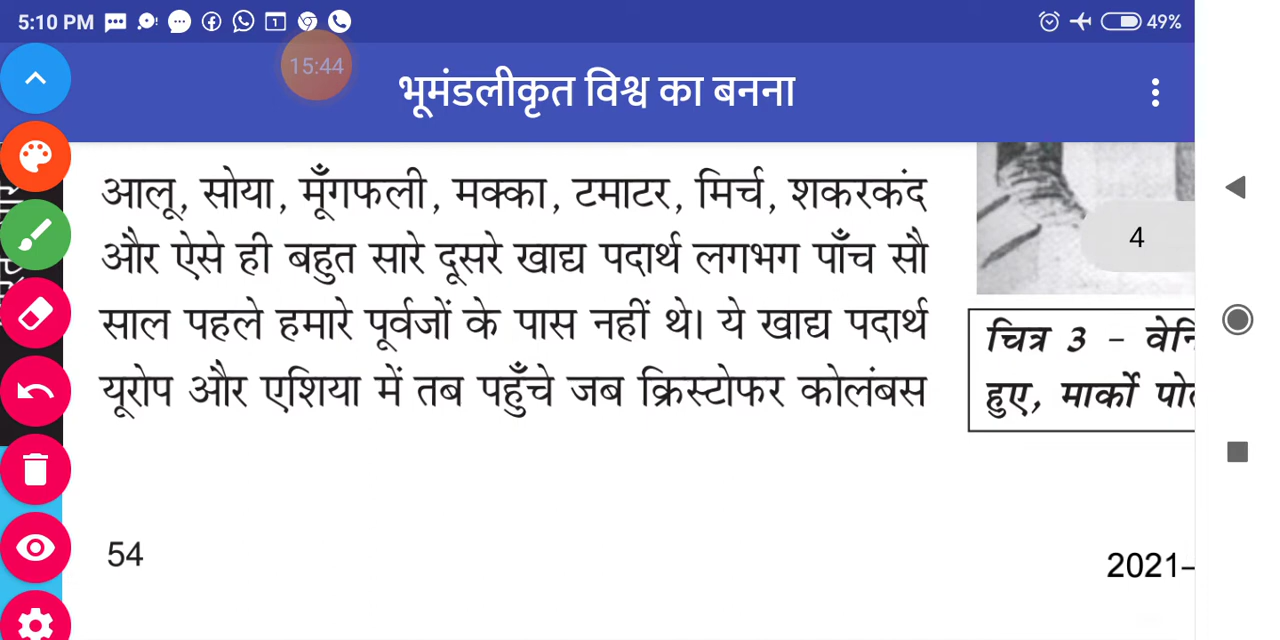 5:10 PM
1
49%
15:44
भूमंडलीकृत विश्व का बनना
आलू, सोया, मूँगफली, मक्का, टमाटर, मिर्च, शकरकंद
और ऐसे ही बहुत सारे दूसरे खाद्य पदार्थ लगभग पाँच सौ
साल पहले हमारे पूर्वजों के पास नहीं थे। ये खाद्य पदार्थ
यूरोप और एशिया में तब पहुँचे जब क्रिस्टोफर कोलंबस
4
चित्र 3 – वेनि
हुए, मार्को पो
54
2021–